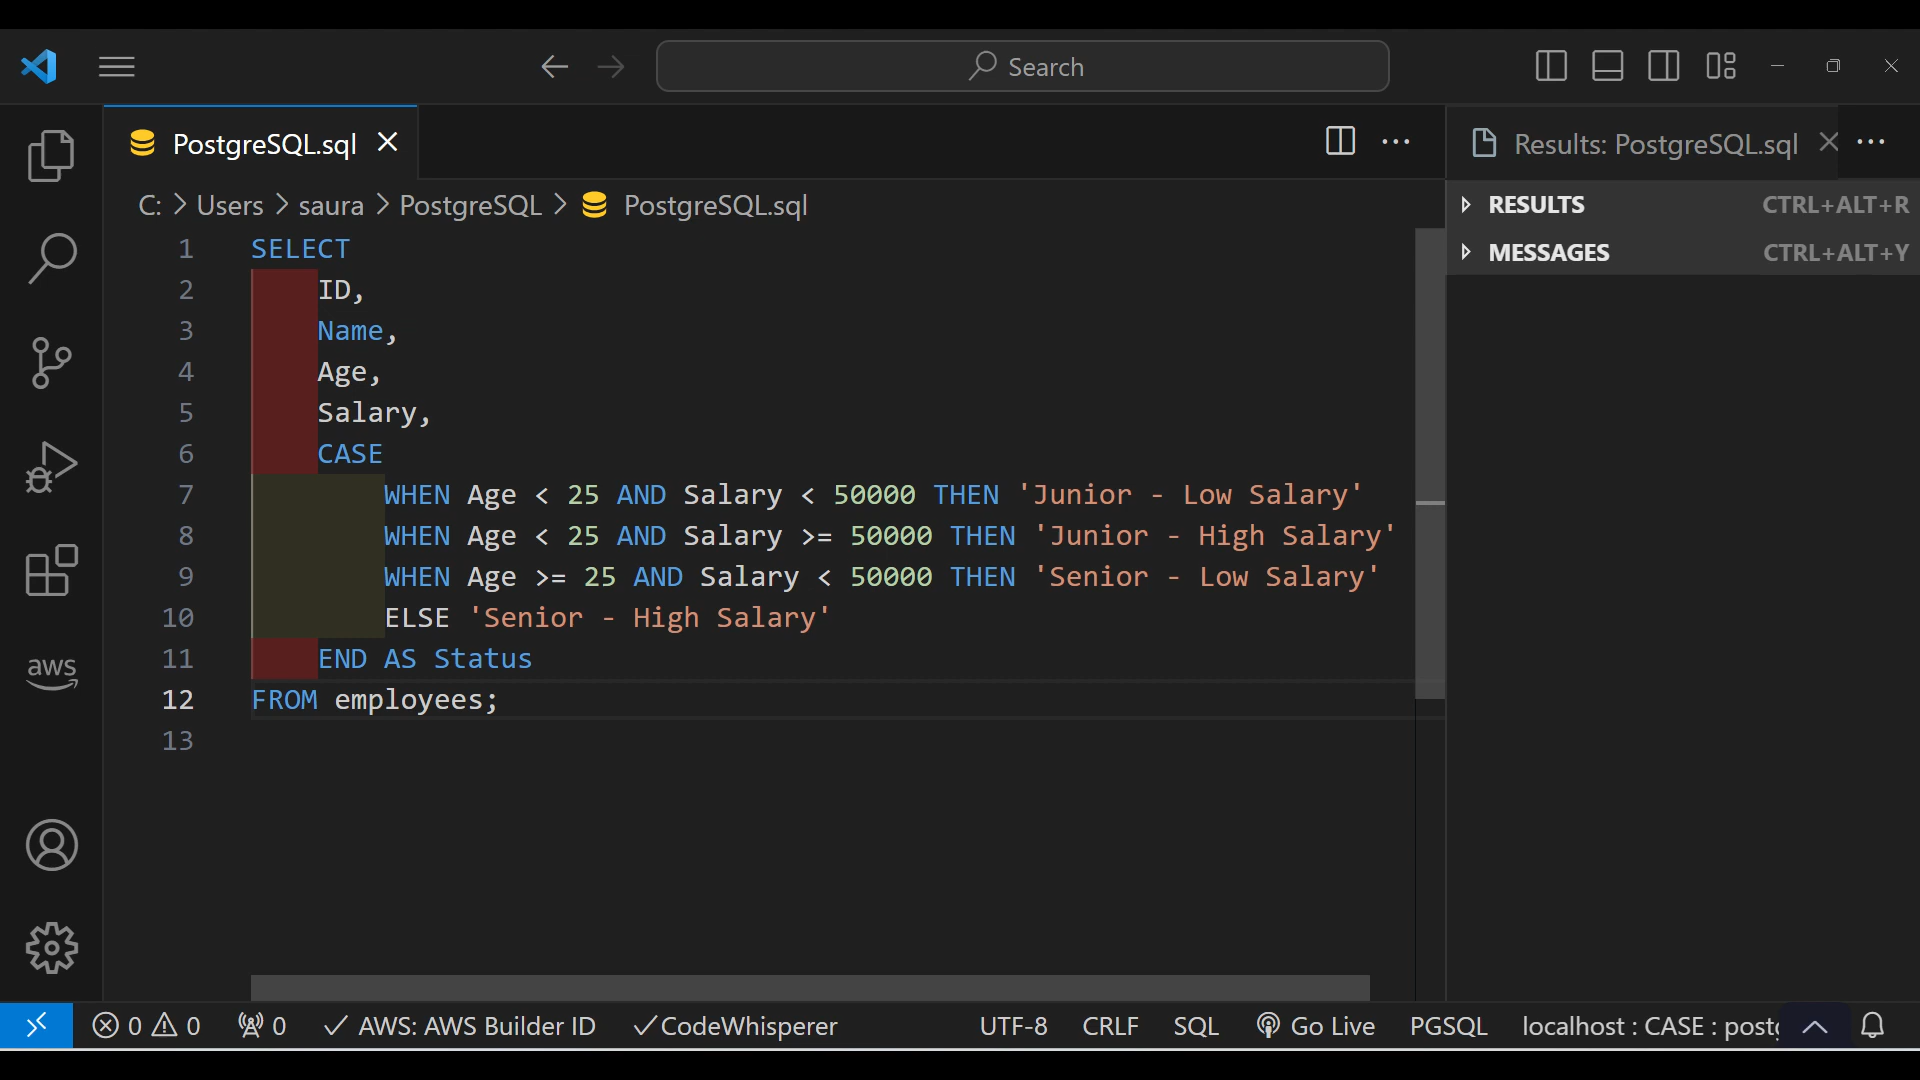 Search
PostgreSQL.sql
Results: PostgreSQL.sql
C: > Users > saura > PostgreSQL > PostgreSQL.sql
RESULTS CTRL+ALT+R
MESSAGES CTRL+ALT+Y
1 SELECT
2 ID,
3 Name,
4 Age,
5 Salary,
6 CASE
7 WHEN Age < 25 AND Salary < 50000 THEN 'Junior - Low Salary'
8 WHEN Age < 25 AND Salary >= 50000 THEN 'Junior - High Salary'
9 WHEN Age >= 25 AND Salary < 50000 THEN 'Senior - Low Salary'
10 ELSE 'Senior - High Salary'
11 END AS Status
12 FROM employees;
13
aws
0 0 0 AWS: AWS Builder ID CodeWhisperer UTF-8 CRLF SQL Go Live PGSQL localhost : CASE : postg